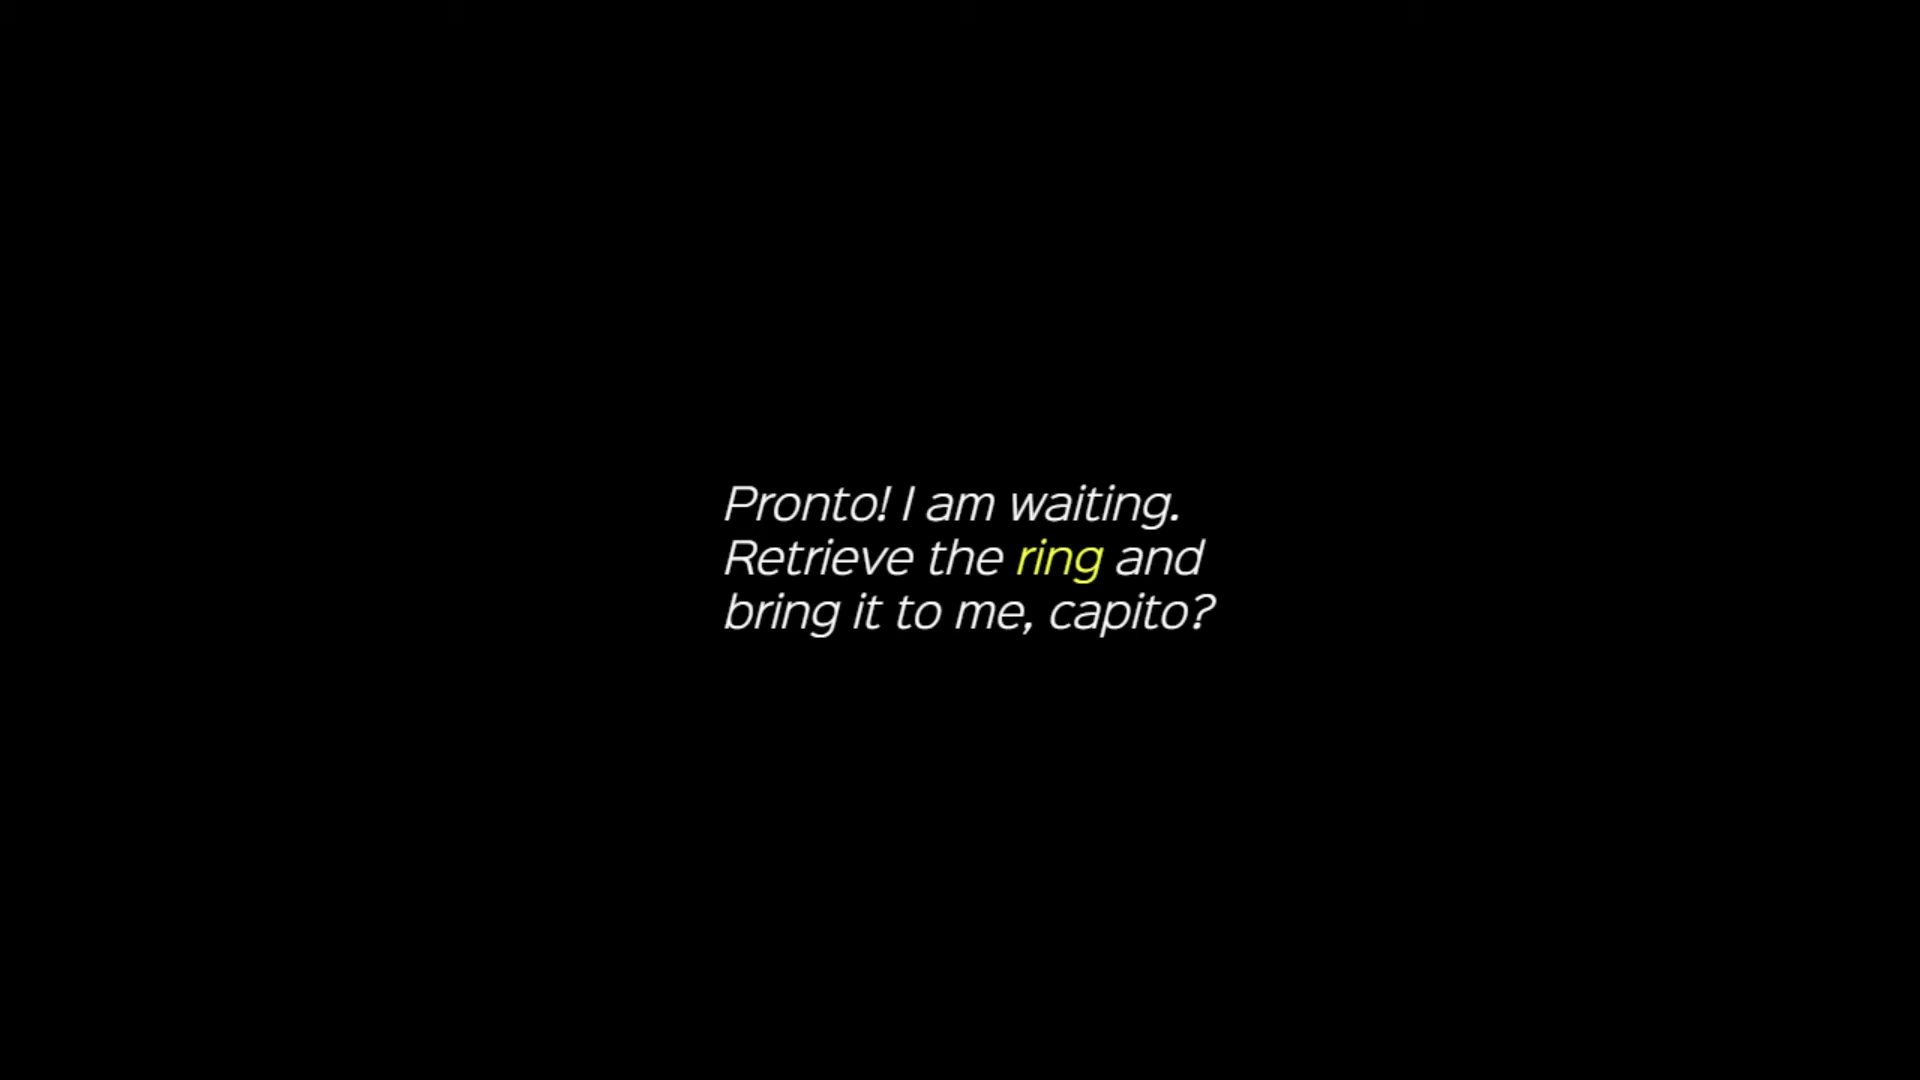 Pronto! I am waiting.
Retrieve the ring and
bring it to me, capito?